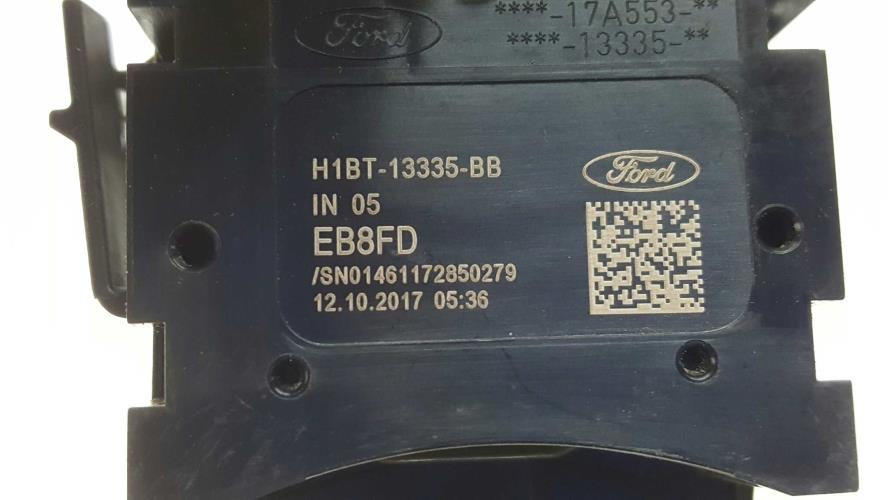 ****-17A553-**
Ford
****-13335-**
H1BT-13335-BB
Ford
IN 05
EB8FD
/SN01461172850279
12.10.2017 05:36